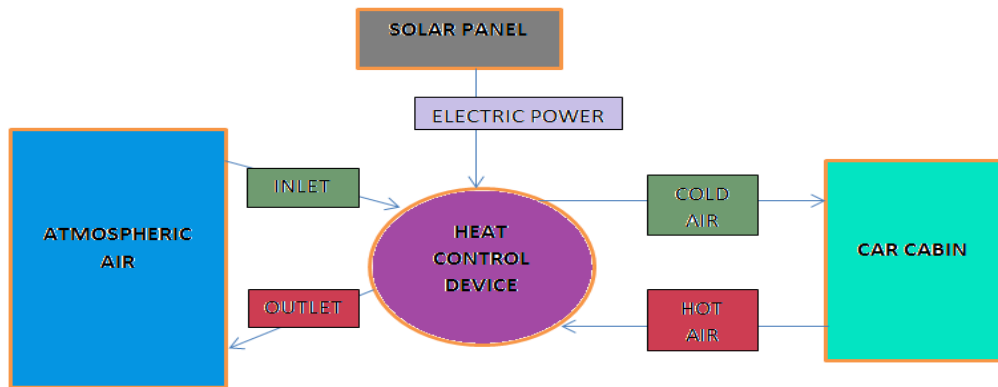 SOLAR PANEL
ELECTRIC POWER
INLET
COLD
AIR
ATMOSPHERIC
AIR
HEAT
CONTROL
DEVICE
CAR CABIN
OUTLET
HOT
AIR